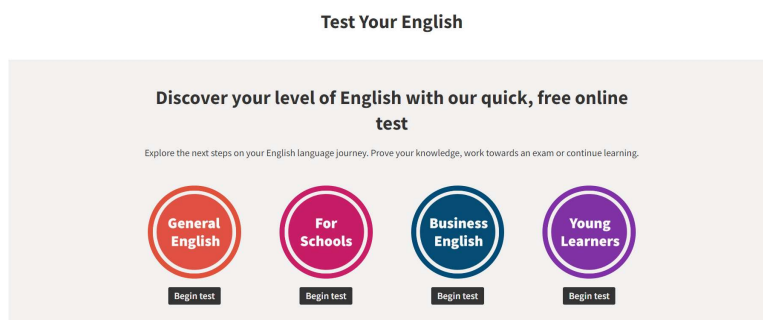 Test Your English
Discover your level of English with our quick, free online
test
Explore the next steps on your English language journey. Prove your knowledge, work towards an exam or continue learning.
General
English
For
Schools
Business
English
Young
Learners
Begin test
Begin test
Begin test
Begin test